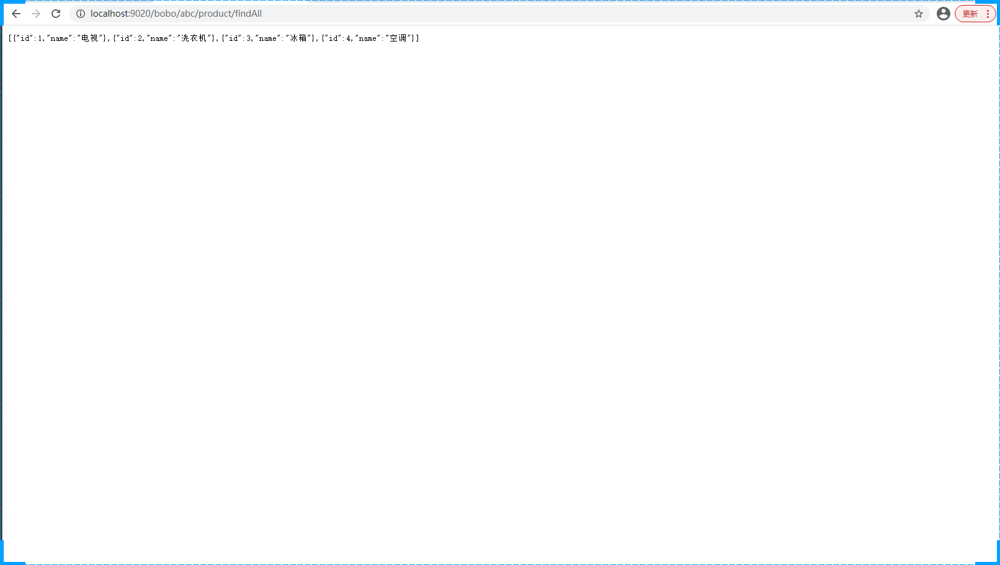 localhost:9020/bobo/abc/product/findAll
更新
[{"id":1,"name":"电视"},{"id":2,"name":"洗衣机"},{"id":3,"name":"冰箱"},{"id":4,"name":"空调"}]